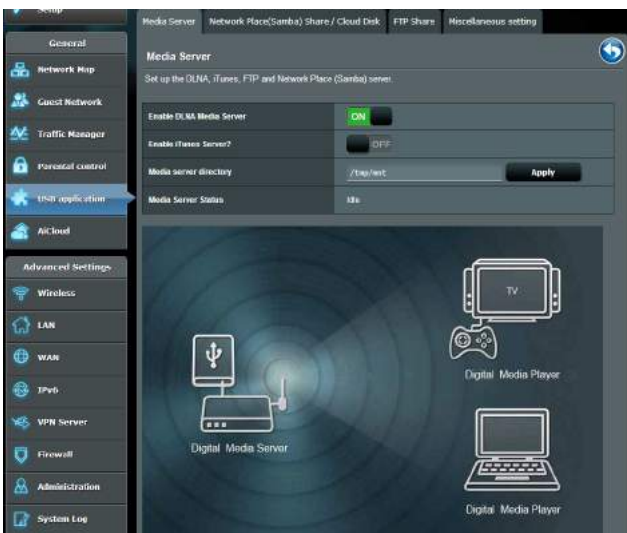 Setup
Media Server
Network Place(Samba) Share / Cloud Disk
FTP Share
Miscellaneous setting
General
Network Map
Guest Network
Traffic Manager
Parental control
USB application
AiCloud
Advanced Settings
Wireless
LAN
WAN
IPv6
VPN Server
Firewall
Administration
System Log
Media Server
Set up the DLNA, iTunes, FTP and Network Place (Samba) server.
Enable DLNA Media Server
ON
Enable iTunes Server?
OFF
Media server directory
/tmp/mnt
Apply
Media Server Status
Idle
TV
Digital Media Player
Digital Media Server
Digital Media Player